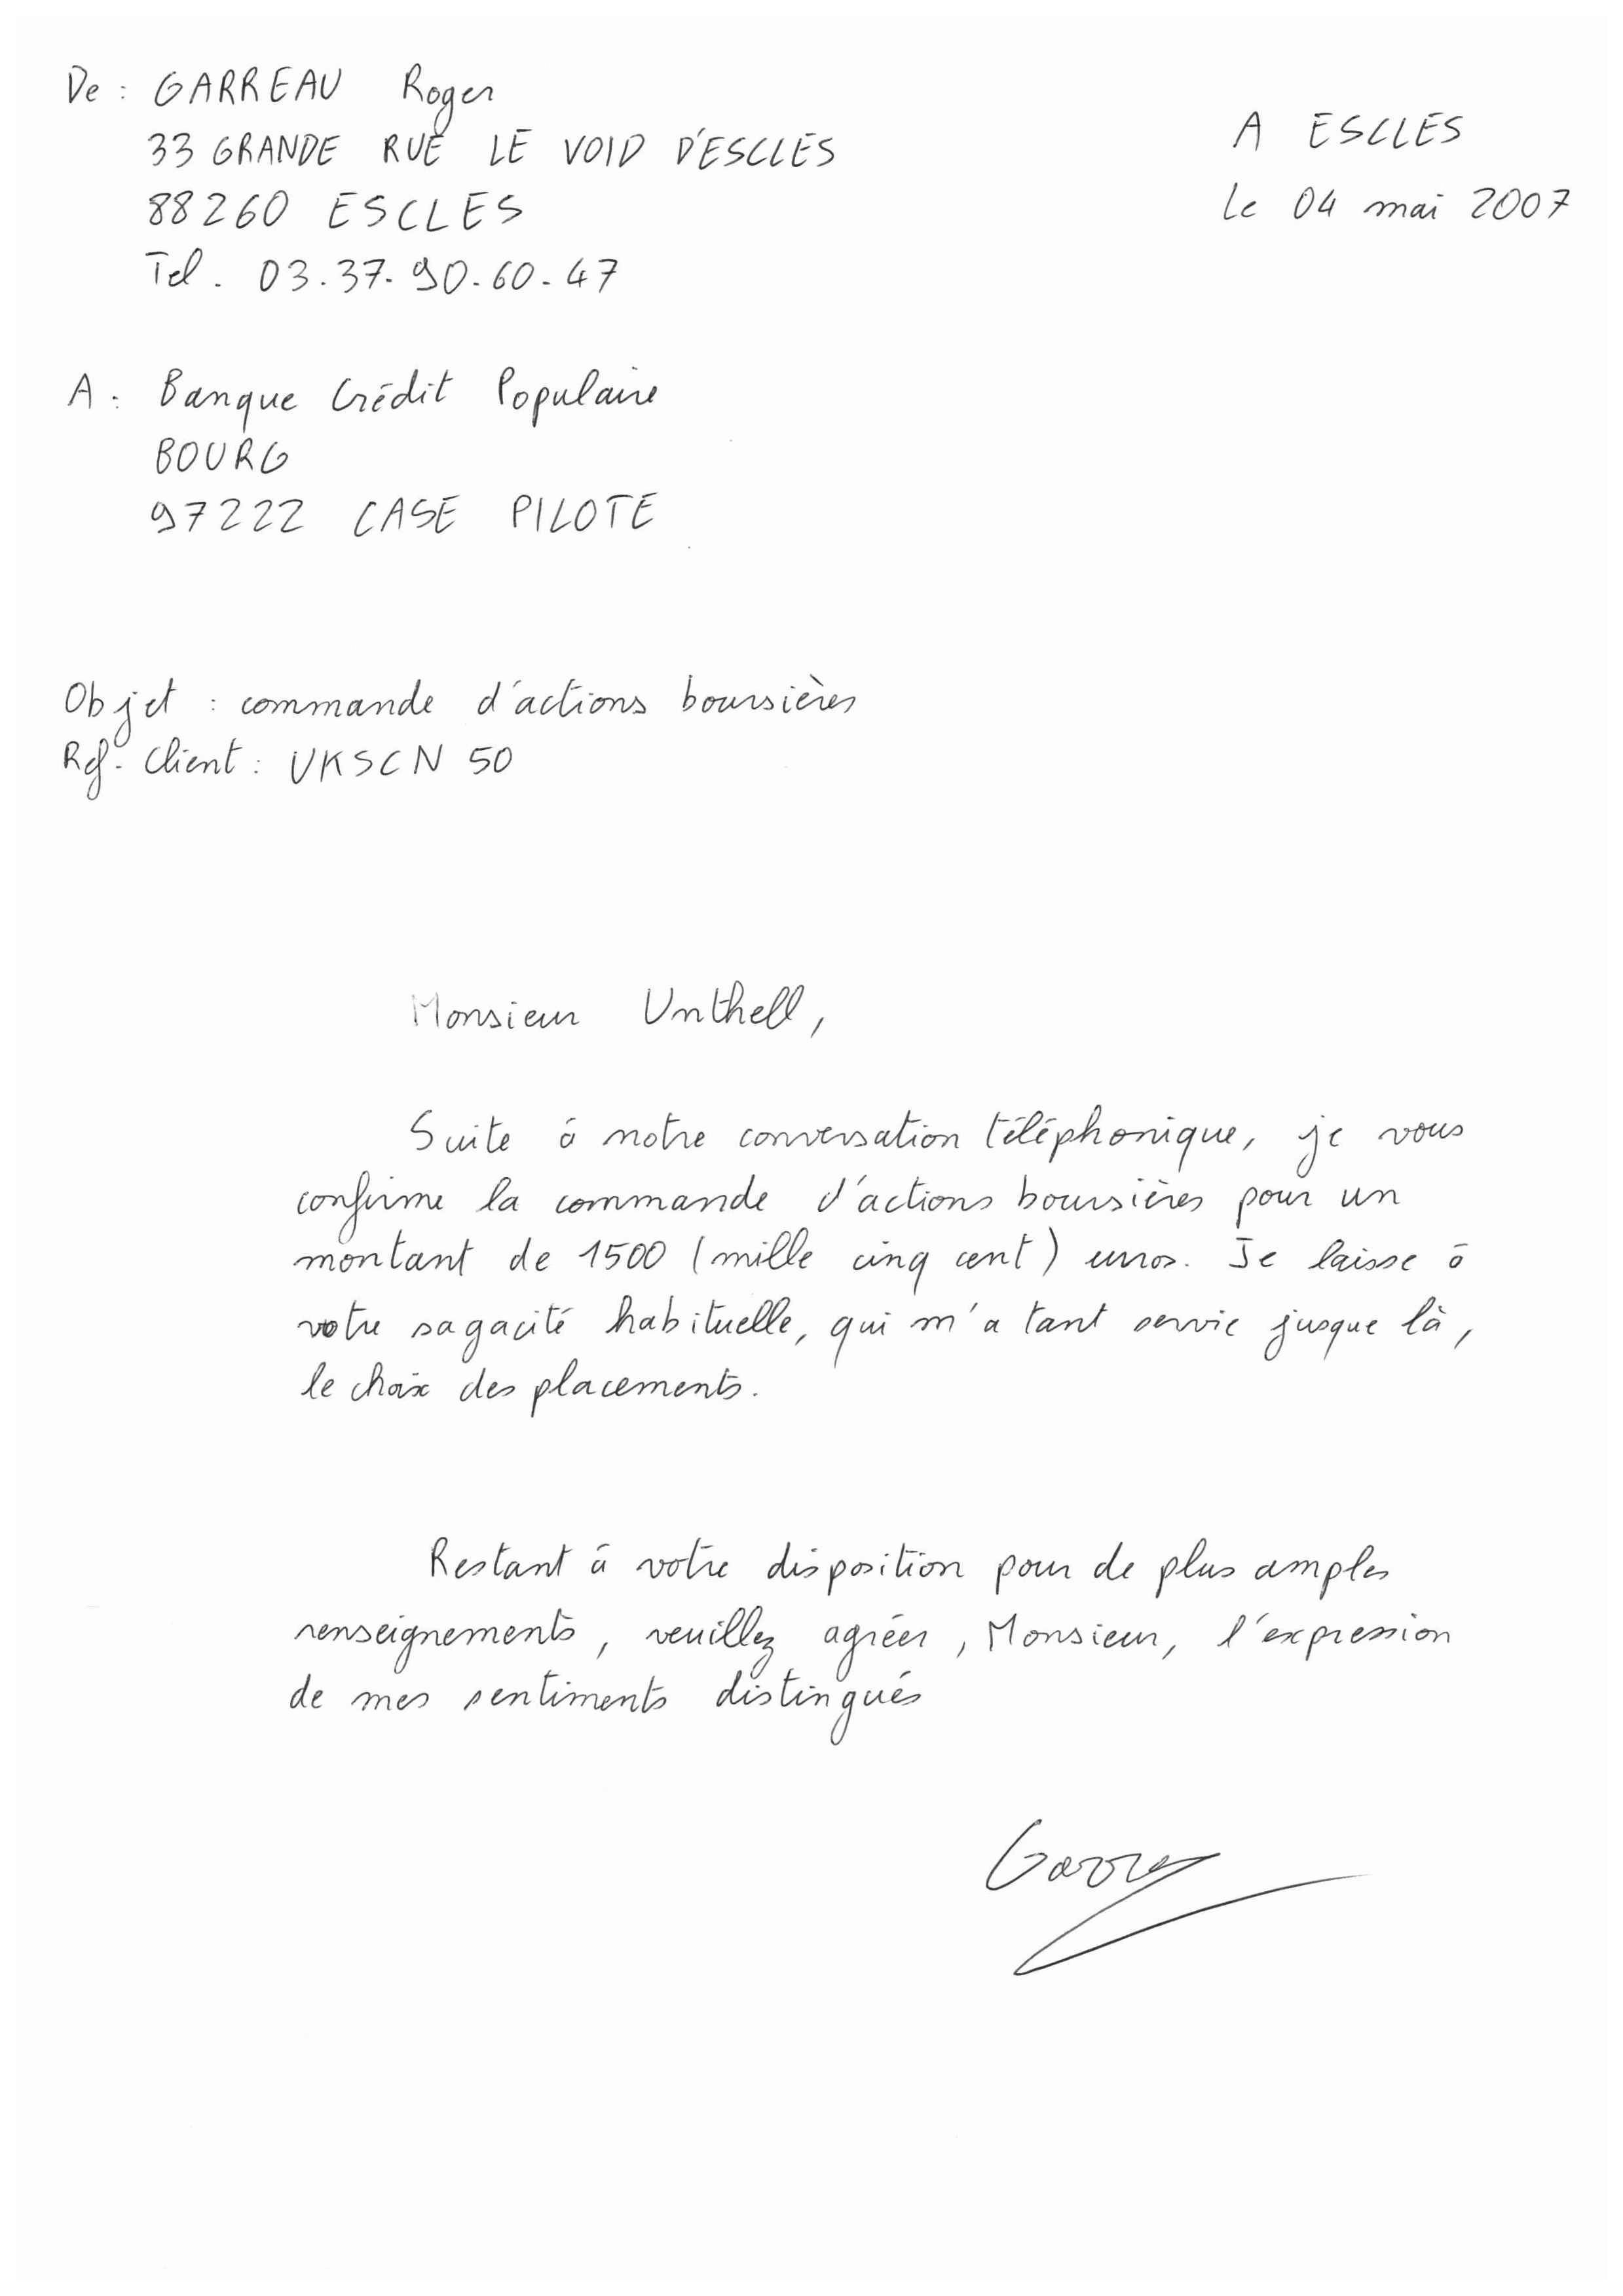 De : GARREAU Roger
33 GRANDE RUE LE VOID D'ESCLES
88260 ESCLES
Tel. 03.37.90.60.47
A ESCLES
le 04 mai 2007
A : Banque Crédit Populaire
BOURG
97222 CASE PILOTE
Objet : commande d'actions boursières
Ref. Client : UKSCN 50
Monsieur Unthell,
Suite à notre conversation téléphonique, je vous
confirme la commande d'actions boursières pour un
montant de 1500 (mille cinq cent) euros. Je laisse à
votre sagacité habituelle, qui m'a tant servie jusque là,
le choix des placements.
Restant à votre disposition pour de plus amples
renseignements, veuillez agréer, Monsieur, l'expression
de mes sentiments distingués